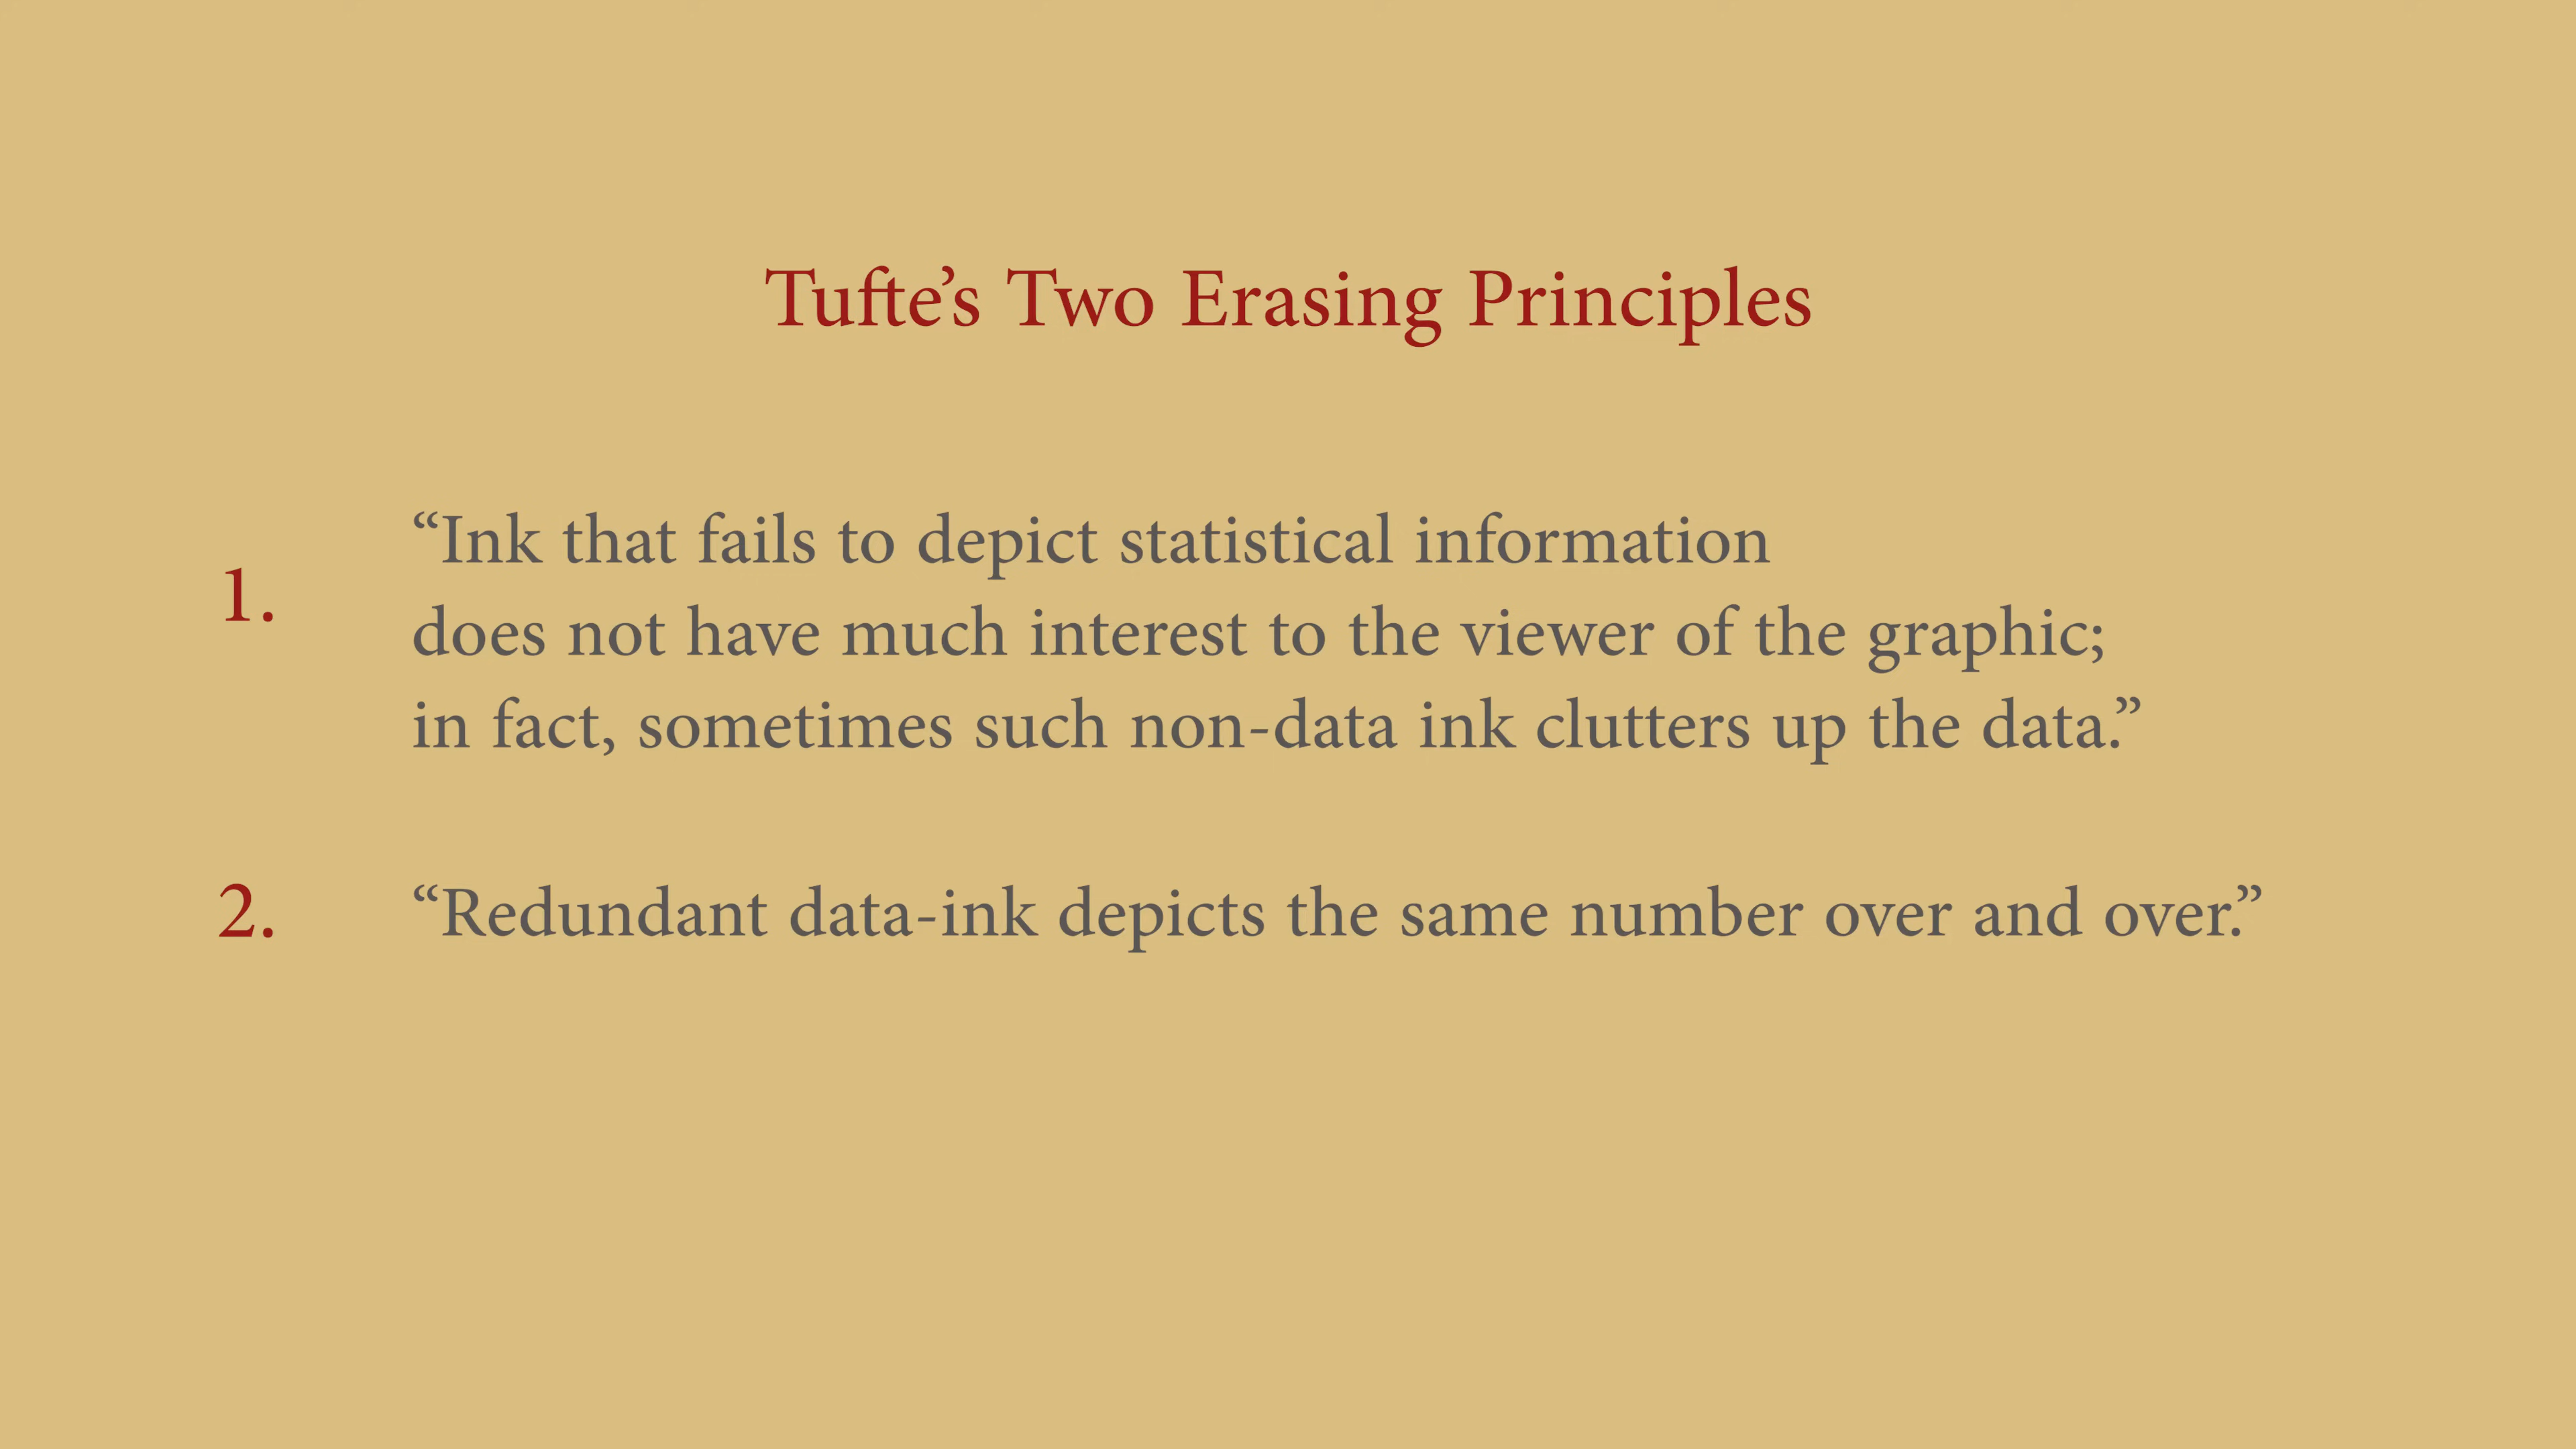 Tufte’s Two Erasing Principles
1. “Ink that fails to depict statistical information
does not have much interest to the viewer of the graphic;
in fact, sometimes such non-data ink clutters up the data.”
2. “Redundant data-ink depicts the same number over and over.”